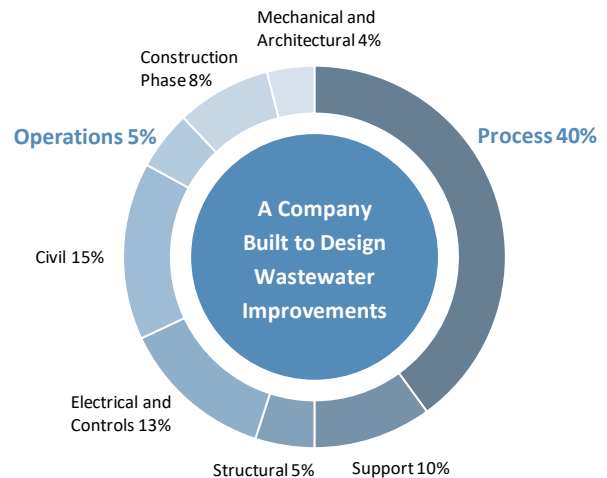 Mechanical and
Architectural 4%
Construction
Phase 8%
Operations 5%
Process 40%
A Company
Built to Design
Wastewater
Improvements
Civil 15%
Electrical and
Controls 13%
Structural 5%
Support 10%